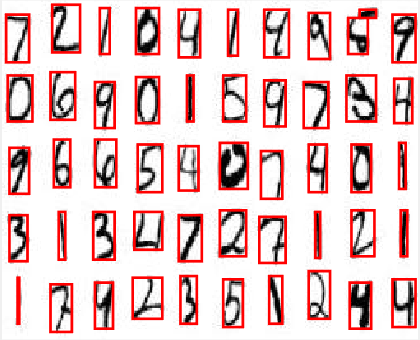 7 2 1 0 4 1 4 9 5 9
0 6 9 0 1 5 9 7 3 4
9 6 6 5 4 0 7 4 0 1
3 1 3 4 7 2 7 1 2 1
1 7 4 2 3 5 1 2 4 4